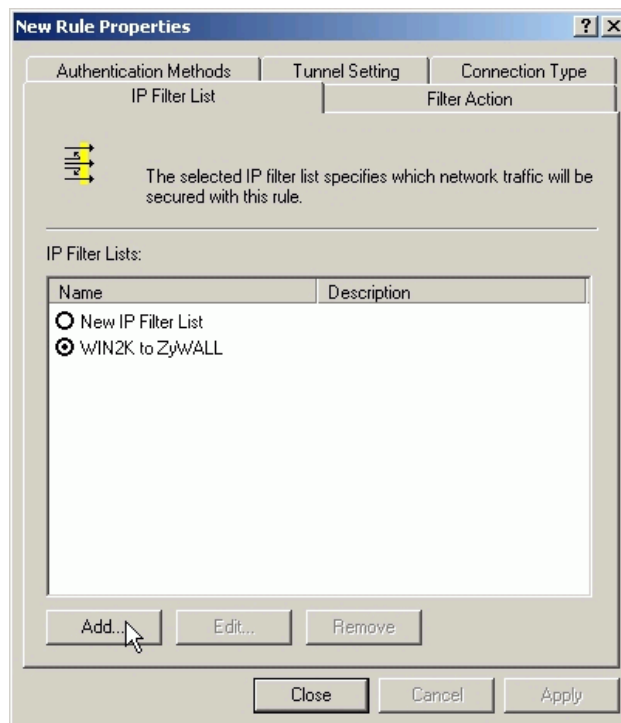 New Rule Properties
Authentication Methods
Tunnel Setting
Connection Type
IP Filter List
Filter Action
The selected IP filter list specifies which network traffic will be
secured with this rule.
IP Filter Lists:
Name
Description
New IP Filter List
WIN2K to ZyWALL
Add...
Edit...
Remove
Close
Cancel
Apply